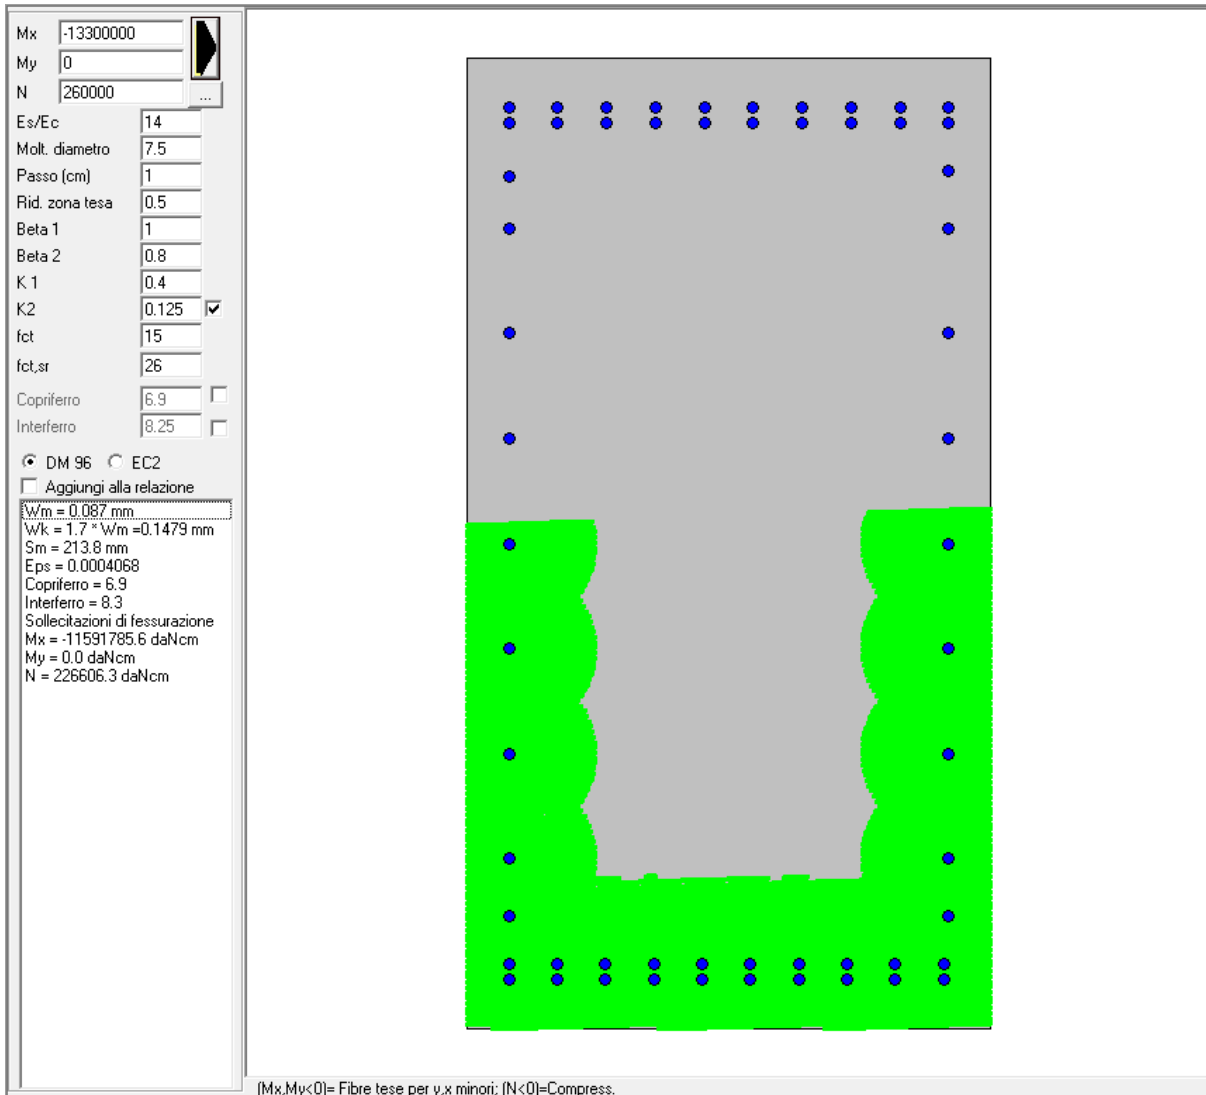 Mx -13300000
My 0
N 260000 ...
Es/Ec 14
Molt. diametro 7.5
Passo (cm) 1
Rid. zona tesa 0.5
Beta 1 1
Beta 2 0.8
K 1 0.4
K2 0.125
fct 15
fct,sr 26
Copriferro 6.9
Interferro 8.25
DM 96 EC2
Aggiungi alla relazione
Wm = 0.087 mm
Wk = 1.7 * Wm =0.1479 mm
Sm = 213.8 mm
Eps = 0.0004068
Copriferro = 6.9
Interferro = 8.3
Sollecitazioni di fessurazione
Mx = -11591785.6 daNcm
My = 0.0 daNcm
N = 226606.3 daNcm
(Mx,My<0)= Fibre tese per y,x minori; (N<0)=Compress.